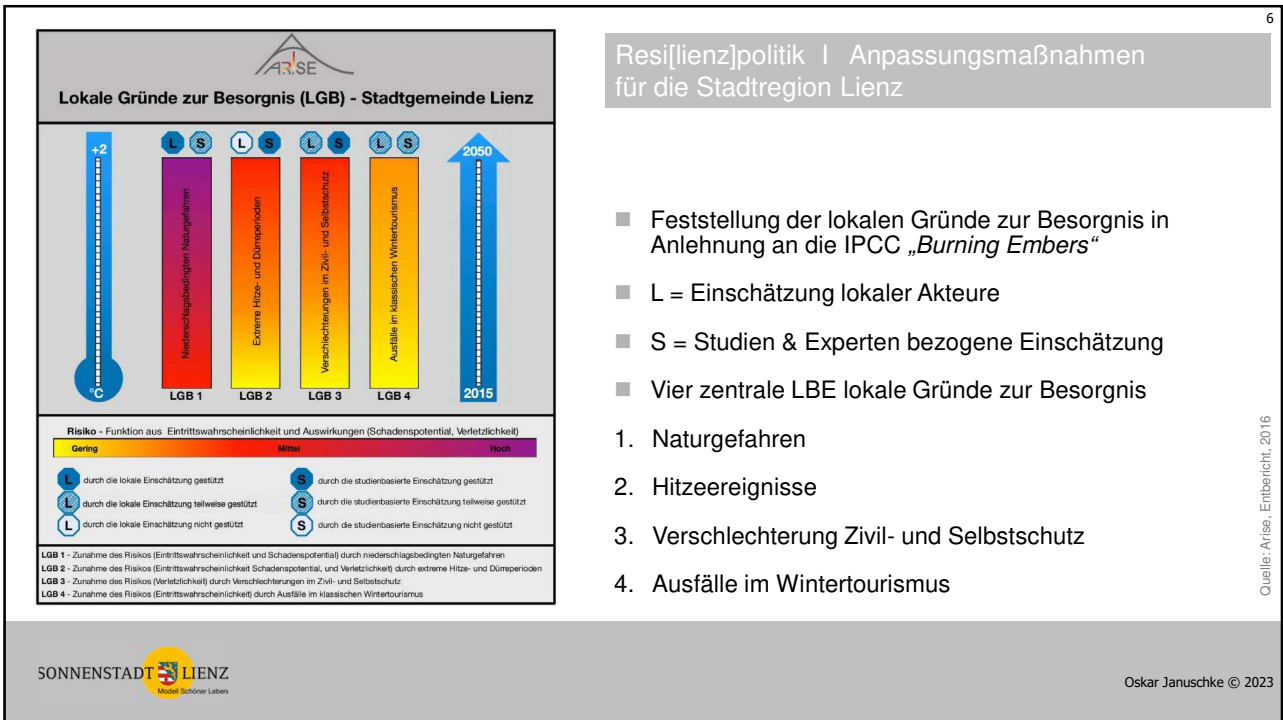 6
ARISE
Lokale Gründe zur Besorgnis (LGB) - Stadtgemeinde Lienz
+2
°C
L S
L S
L S
L S
Niederschlagsbedingten Naturgefahren
Extreme Hitze- und Dürreperioden
Verschlechterungen im Zivil- und Selbstschutz
Ausfälle im klassischen Wintertourismus
LGB 1
LGB 2
LGB 3
LGB 4
2050
2015
Risiko - Funktion aus Eintrittswahrscheinlichkeit und Auswirkungen (Schadenspotential, Verletzlichkeit)
Gering Mittel Hoch
L durch die lokale Einschätzung gestützt
L durch die lokale Einschätzung teilweise gestützt
L durch die lokale Einschätzung nicht gestützt
S durch die studienbasierte Einschätzung gestützt
S durch die studienbasierte Einschätzung teilweise gestützt
S durch die studienbasierte Einschätzung nicht gestützt
LGB 1 - Zunahme des Risikos (Eintrittswahrscheinlichkeit und Schadenspotential) durch niederschlagsbedingten Naturgefahren
LGB 2 - Zunahme des Risikos (Eintrittswahrscheinlichkeit Schadenspotential, und Verletzlichkeit) durch extreme Hitze- und Dürreperioden
LGB 3 - Zunahme des Risikos (Verletzlichkeit) durch Verschlechterungen im Zivil- und Selbstschutz
LGB 4 - Zunahme des Risikos (Eintrittswahrscheinlichkeit) durch Ausfälle im klassischen Wintertourismus
Resi[lienz]politik l Anpassungsmaßnahmen
für die Stadtregion Lienz
Feststellung der lokalen Gründe zur Besorgnis in
Anlehnung an die IPCC „Burning Embers“
L = Einschätzung lokaler Akteure
S = Studien & Experten bezogene Einschätzung
Vier zentrale LBE lokale Gründe zur Besorgnis
1. Naturgefahren
2. Hitzeereignisse
3. Verschlechterung Zivil- und Selbstschutz
4. Ausfälle im Wintertourismus
Quelle: Arise, Entbericht, 2016
SONNENSTADT LIENZ
Modell Schöner Leben
Oskar Januschke © 2023